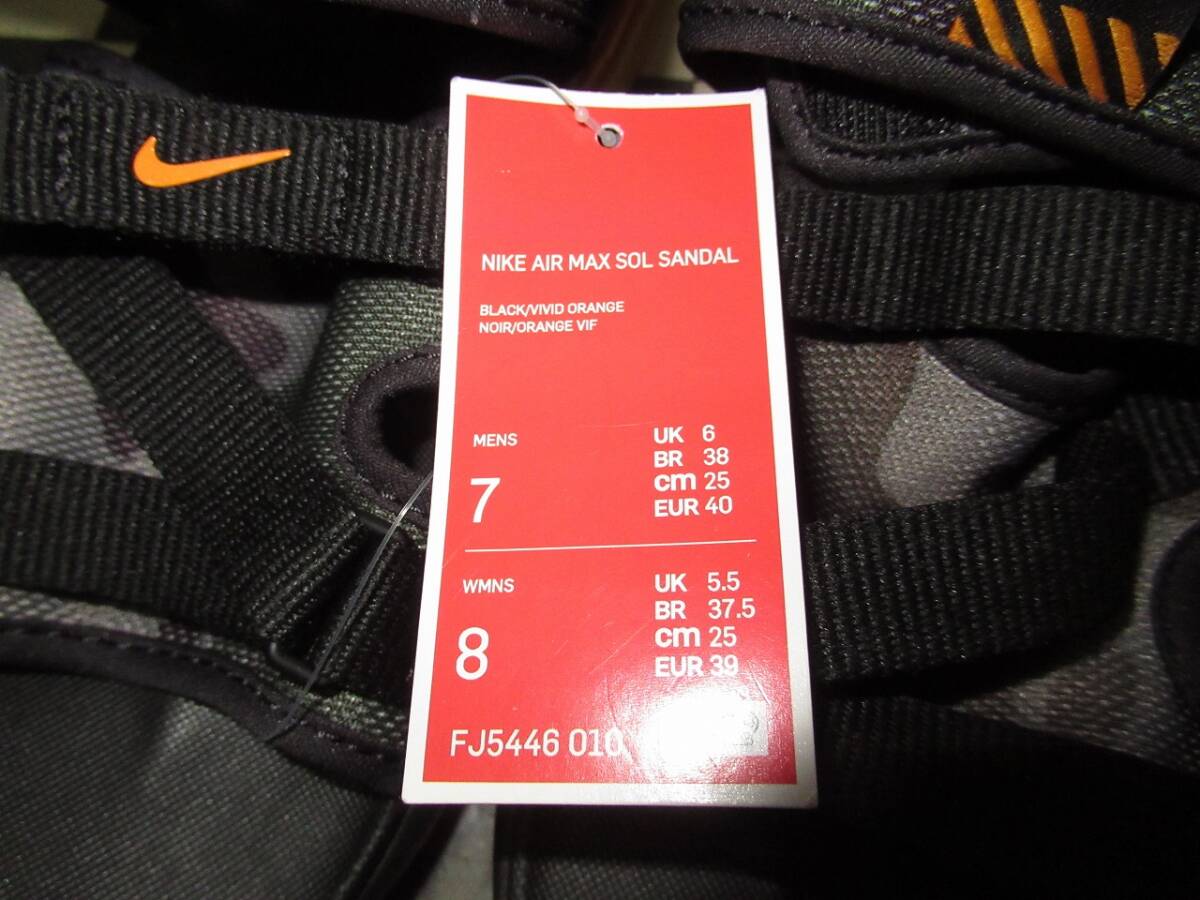 NIKE AIR MAX SOL SANDAL
BLACK/VIVID ORANGE
NOIR/ORANGE VIF
MENS
7
UK 6
BR 38
cm 25
EUR 40
WMNS
8
UK 5.5
BR 37.5
cm 25
EUR 39
FJ5446 010